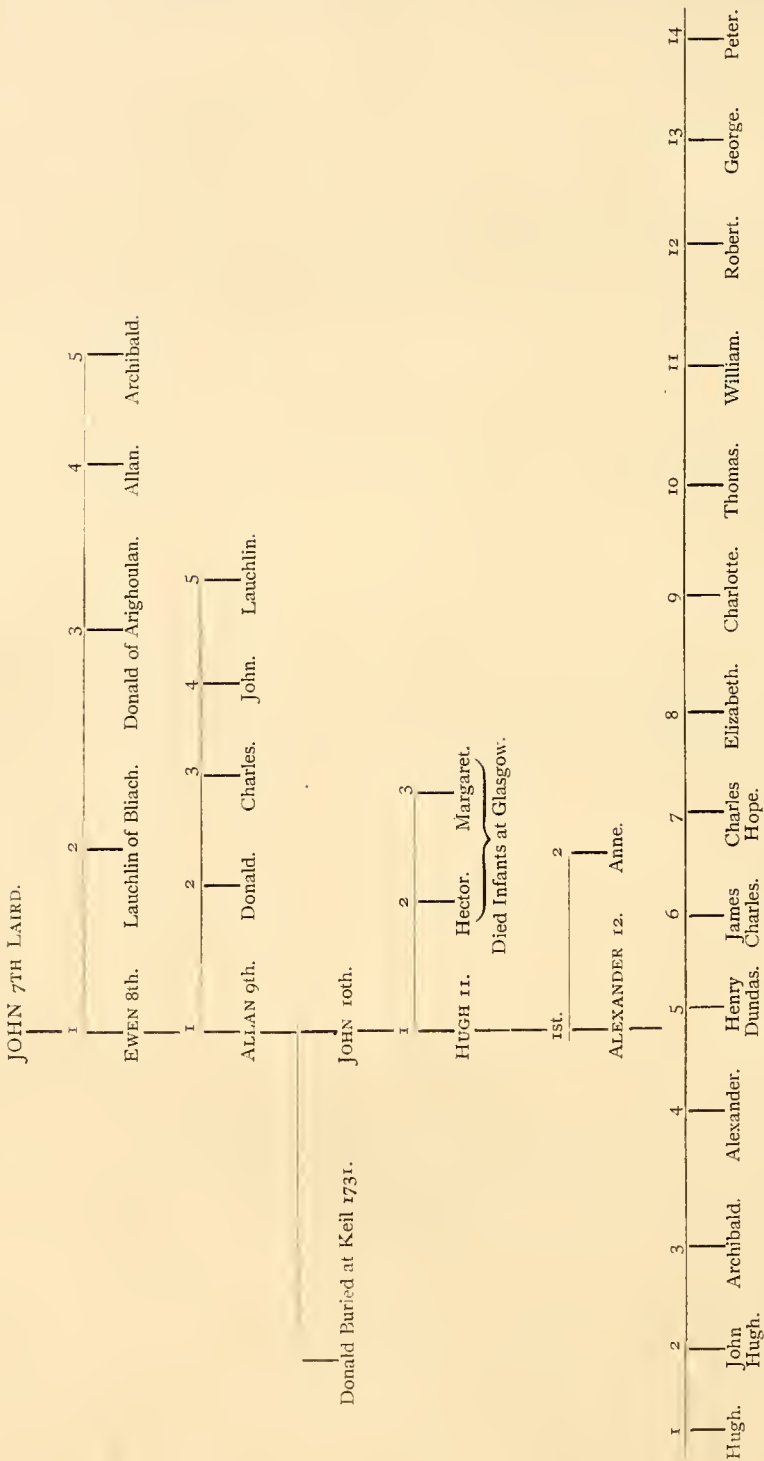 JOHN 7TH LAIRD.
1 2 3 4 5
EWEN 8th. Lauchlin of Bliach. Donald of Arighoulan. Allan. Archibald.
1 2 3 4 5
ALLAN 9th. Donald. Charles. John. Lauchlin.
Donald Buried at Keil 1731. JOHN 10th.
1 2 3
HUGH 11. Hector. Margaret.
Died Infants at Glasgow.
1st. 2
ALEXANDER 12. Anne.
1 2 3 4 5 6 7 8 9 10 11 12 13 14
Hugh. John Archibald. Alexander. Henry James Charles Elizabeth. Charlotte. Thomas. William. Robert. George. Peter.
Hugh. Dundas. Charles. Hope.